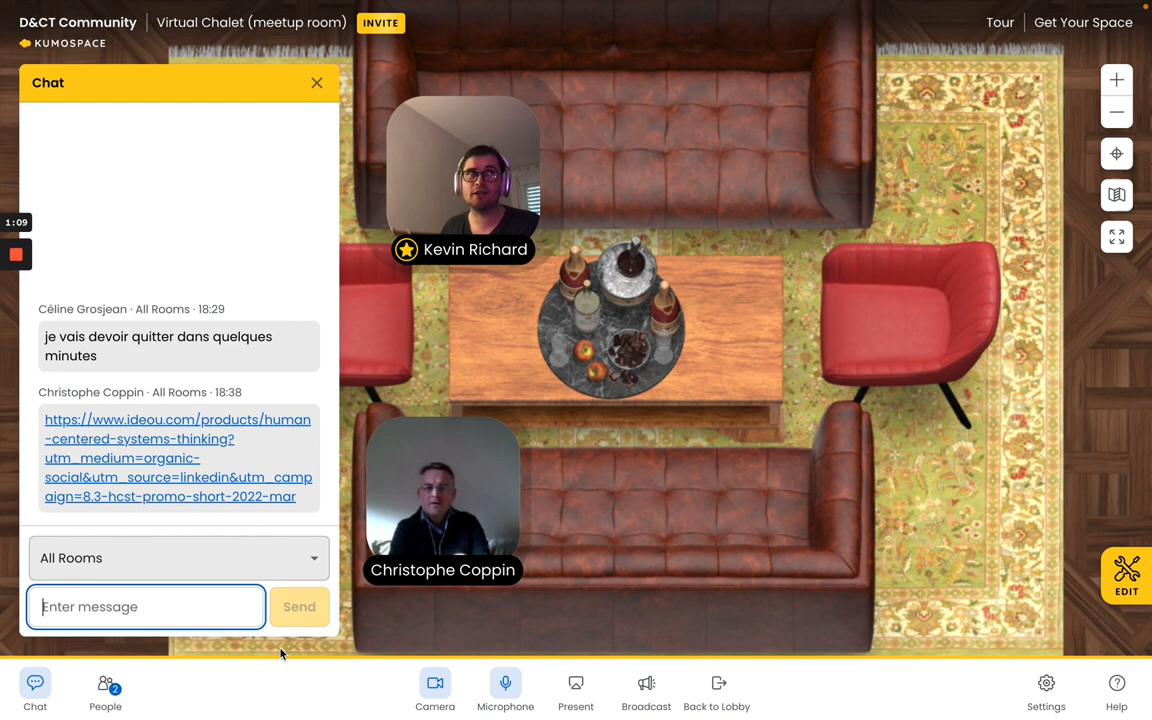 D&CT Community
Virtual Chalet (meetup room)
INVITE
Tour
Get Your Space
KUMOSPACE
Chat
1:09
Kevin Richard
Céline Grosjean · All Rooms · 18:29
je vais devoir quitter dans quelques
minutes
Christophe Coppin · All Rooms · 18:38
https://www.ideou.com/products/human
-centered-systems-thinking?
utm_medium=organic-
social&utm_source=linkedin&utm_camp
aign=8.3-hcst-promo-short-2022-mar
All Rooms
Enter message
Send
Christophe Coppin
EDIT
2
Chat
People
Camera
Microphone
Present
Broadcast
Back to Lobby
Settings
Help